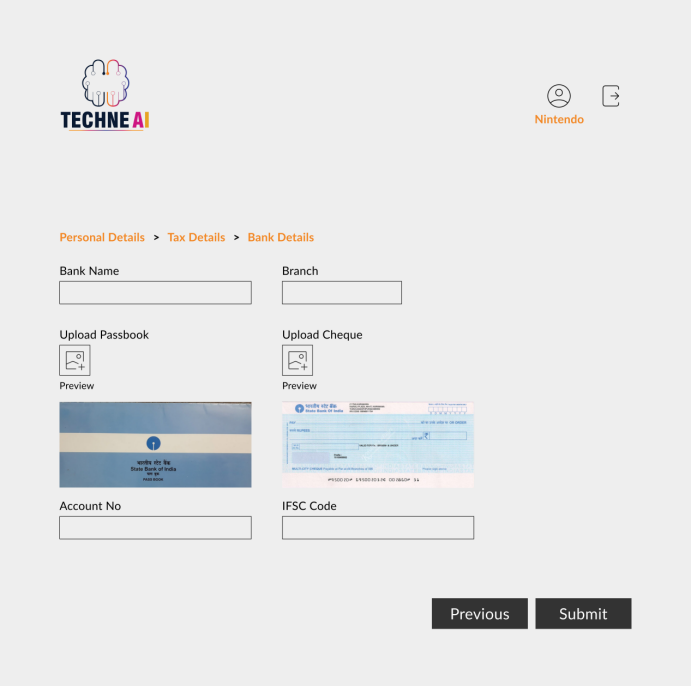 TECHNE AI
Nintendo
Personal Details > Tax Details > Bank Details
Bank Name
Branch
Upload Passbook
Upload Cheque
Preview
Preview
भारतीय स्टेट बैंक
State Bank of India
पास बुक
PASS BOOK
भारतीय स्टेट बैंक
State Bank Of India
Account No
IFSC Code
Previous
Submit